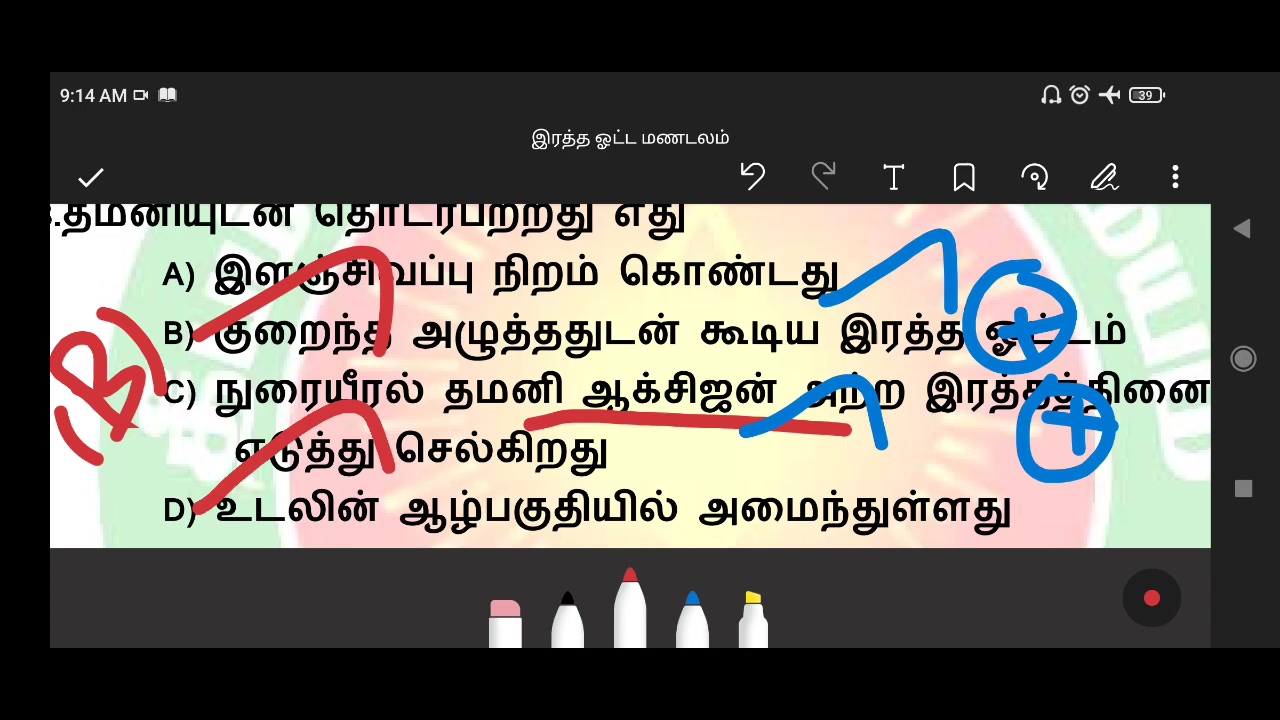 9:14 AM
39
இரத்த ஓட்ட மணடலம்
தமனியுடன் தொடர்பற்றது எது
A) இளஞ்சிவப்பு நிறம் கொண்டது
B) குறைந்த அழுத்ததுடன் கூடிய இரத்த ஓட்டம்
(B)
C) நுரையீரல் தமனி ஆக்சிஜன் அற்ற இரத்தத்தினை
எடுத்து செல்கிறது
D) உடலின் ஆழ்பகுதியில் அமைந்துள்ளது